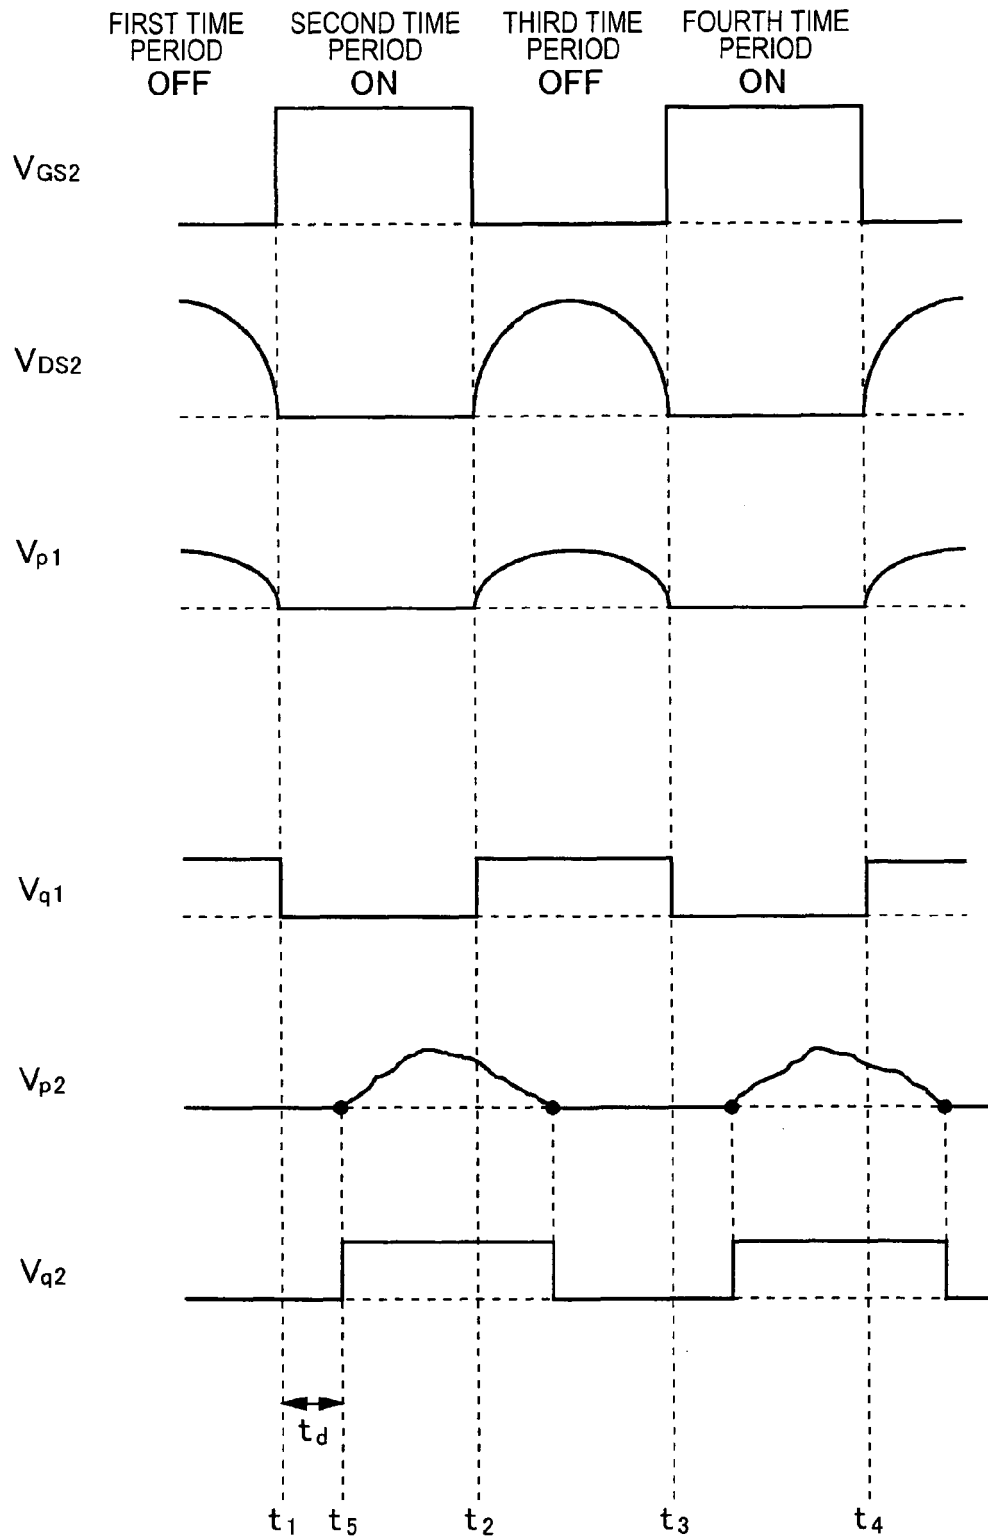 FIRST TIME PERIOD OFF
SECOND TIME PERIOD ON
THIRD TIME PERIOD OFF
FOURTH TIME PERIOD ON
VGS2
VDS2
Vp1
Vq1
Vp2
Vq2
td
t1 t5 t2 t3 t4